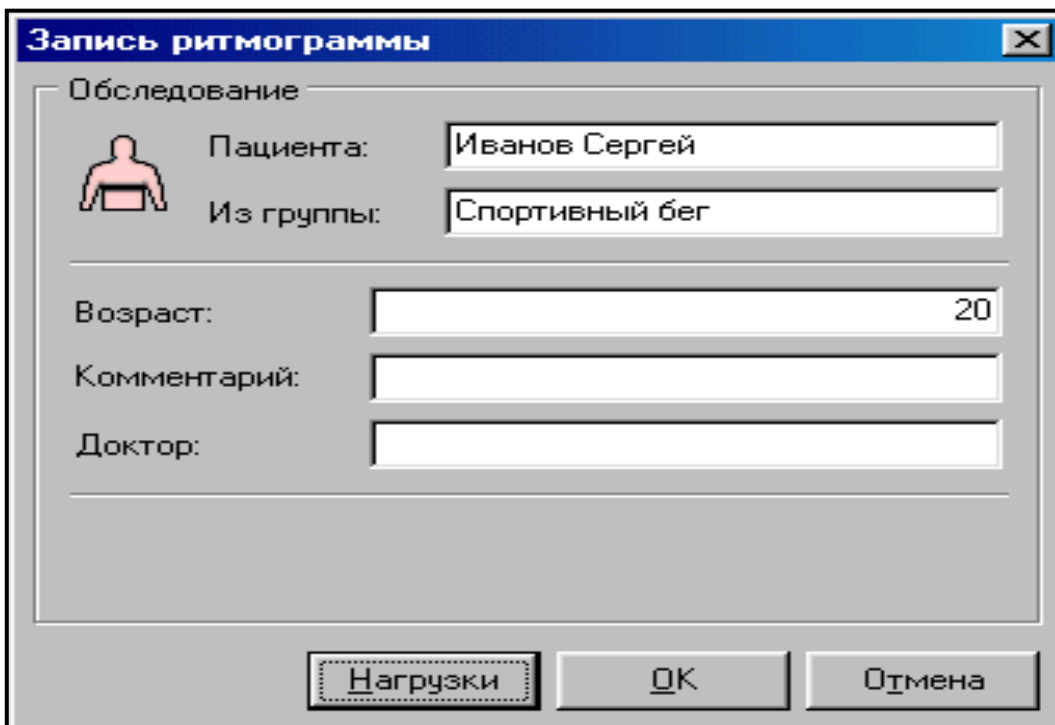 Запись ритмограммы
Обследование
Пациента: Иванов Сергей
Из группы: Спортивный бег
Возраст: 20
Комментарий:
Доктор:
Нагрузки OK Отмена